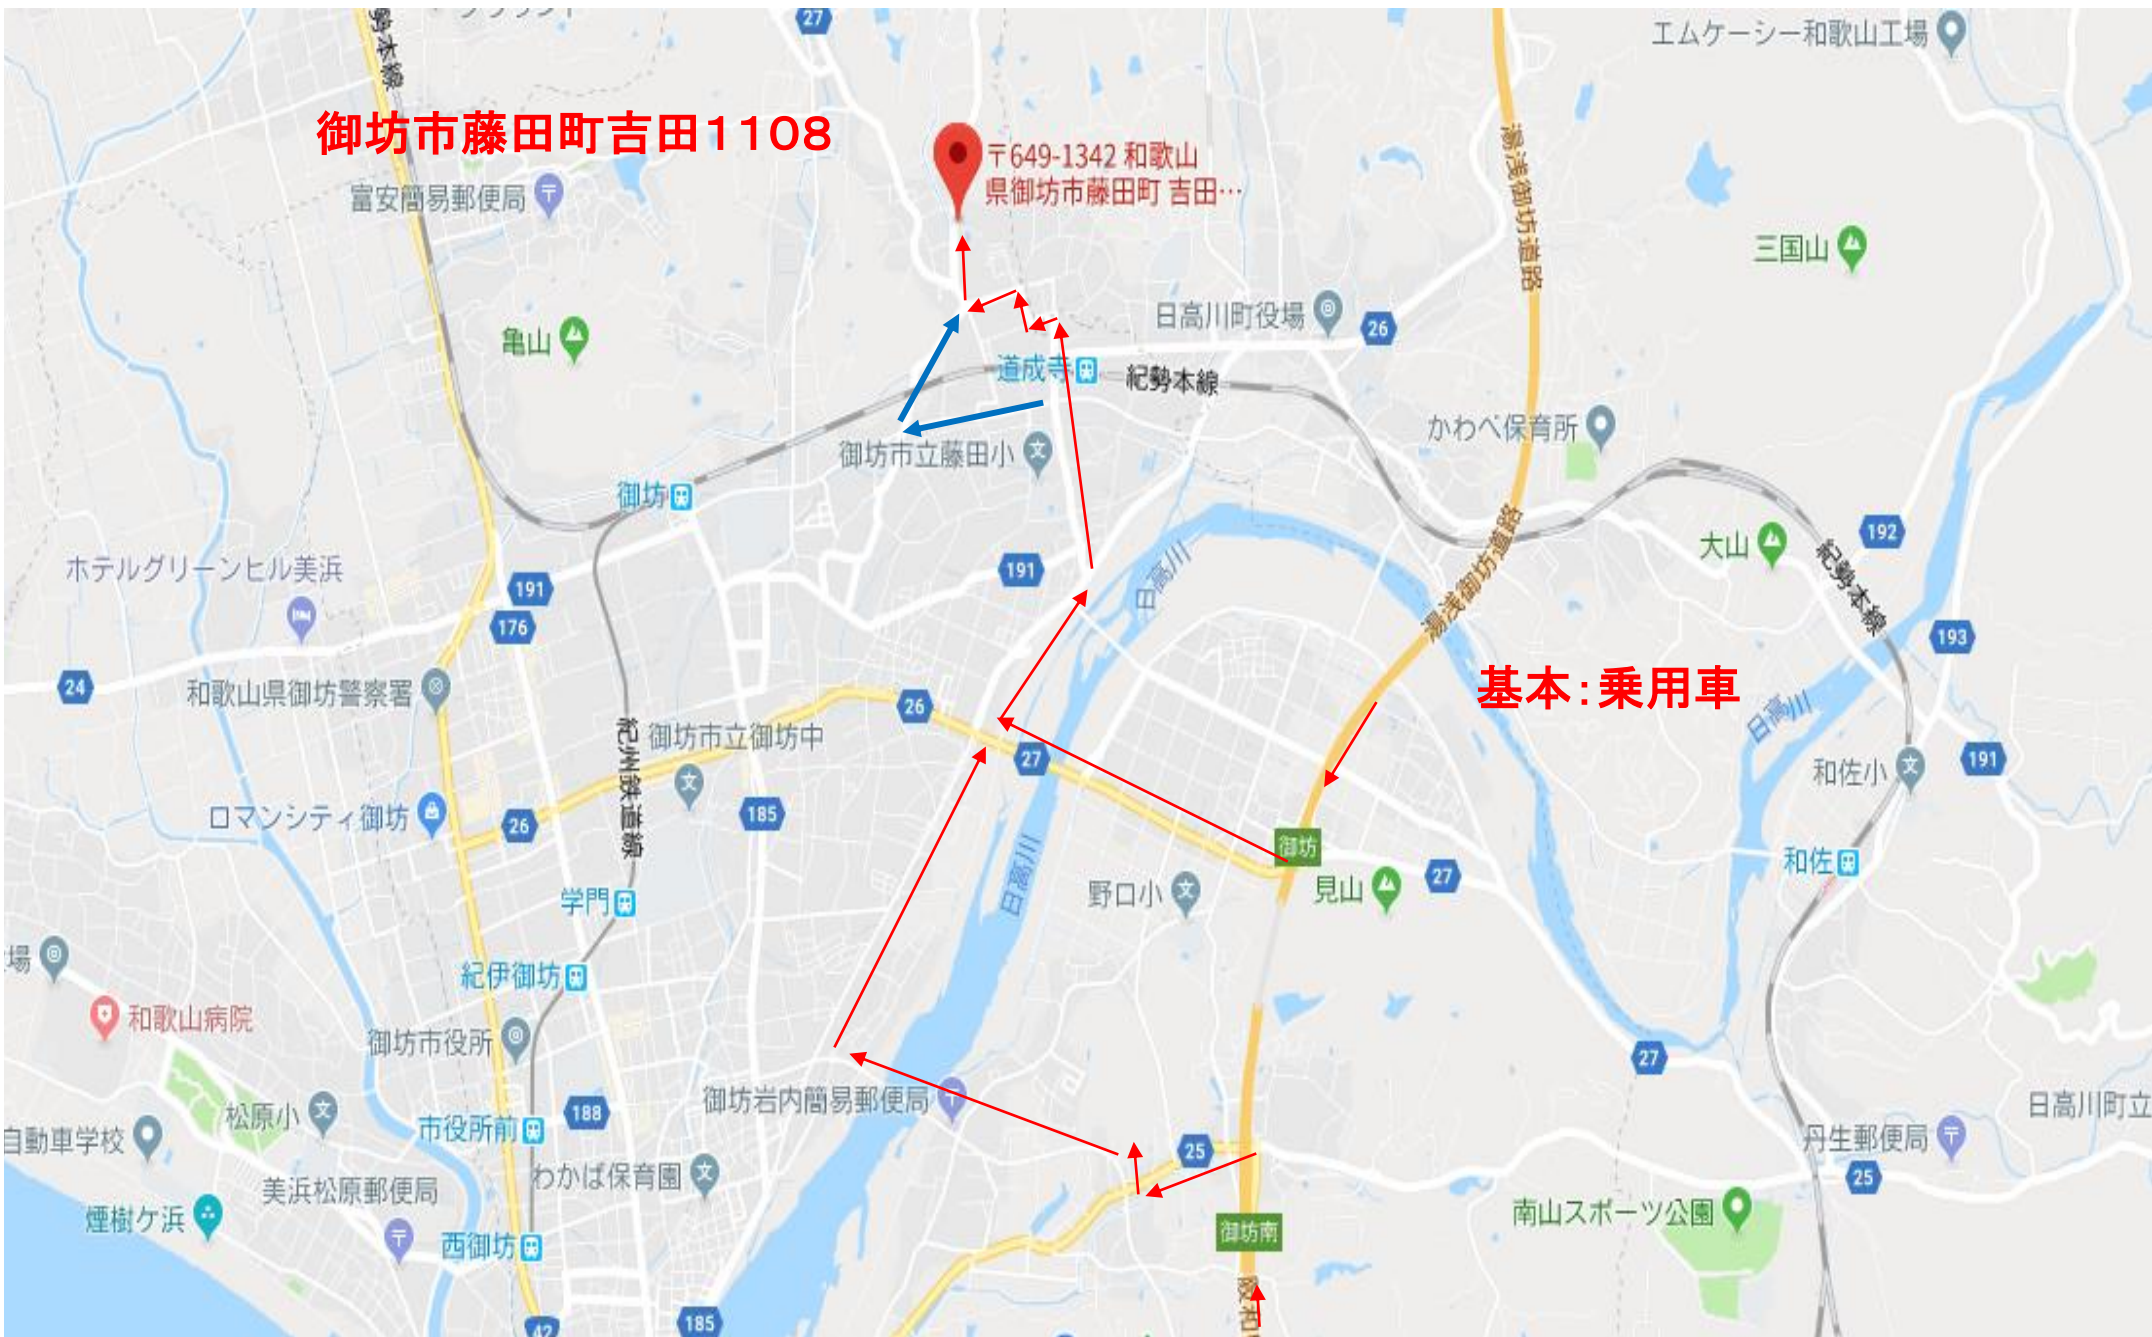 27
エムケーシー和歌山工場
勢本線
御坊市藤田町吉田1108
〒649-1342 和歌山
県御坊市藤田町 吉田…
湯浅御坊道路
富安簡易郵便局
三国山
日高川町役場
26
亀山
道成寺
紀勢本線
かわべ保育所
御坊市立藤田小
御坊
192
大山
紀勢本線
ホテルグリーンヒル美浜
191
191
日高川
湯浅御坊道路
176
193
24
和歌山県御坊警察署
基本:乗用車
26
日高川
紀州鉄道線
御坊市立御坊中
27
191
和佐小
ロマンシティ御坊
26
185
御坊
和佐
日高川
27
野口小
見山
学門
場
紀伊御坊
和歌山病院
御坊市役所
27
御坊岩内簡易郵便局
日高川町立
松原小
188
自動車学校
市役所前
25
丹生郵便局
わかば保育園
25
美浜松原郵便局
煙樹ケ浜
南山スポーツ公園
西御坊
御坊南
阪和
42
185